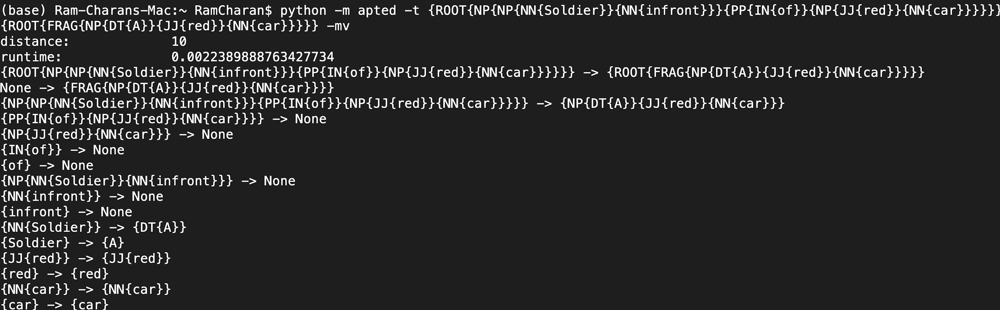 (base) Ram-Charans-Mac:~ RamCharan$ python -m apted -t {ROOT{NP{NP{NN{Soldier}}{NN{infront}}}{PP{IN{of}}{NP{JJ{red}}{NN{car}}}}}}
{ROOT{FRAG{NP{DT{A}}{JJ{red}}{NN{car}}}}} -mv
distance:              10
runtime:               0.0022389888763427734
{ROOT{NP{NP{NN{Soldier}}{NN{infront}}}{PP{IN{of}}{NP{JJ{red}}{NN{car}}}}}} -> {ROOT{FRAG{NP{DT{A}}{JJ{red}}{NN{car}}}}}
None -> {FRAG{NP{DT{A}}{JJ{red}}{NN{car}}}}
{NP{NP{NN{Soldier}}{NN{infront}}}{PP{IN{of}}{NP{JJ{red}}{NN{car}}}}} -> {NP{DT{A}}{JJ{red}}{NN{car}}}
{PP{IN{of}}{NP{JJ{red}}{NN{car}}}} -> None
{NP{JJ{red}}{NN{car}}} -> None
{IN{of}} -> None
{of} -> None
{NP{NN{Soldier}}{NN{infront}}} -> None
{NN{infront}} -> None
{infront} -> None
{NN{Soldier}} -> {DT{A}}
{Soldier} -> {A}
{JJ{red}} -> {JJ{red}}
{red} -> {red}
{NN{car}} -> {NN{car}}
{car} -> {car}